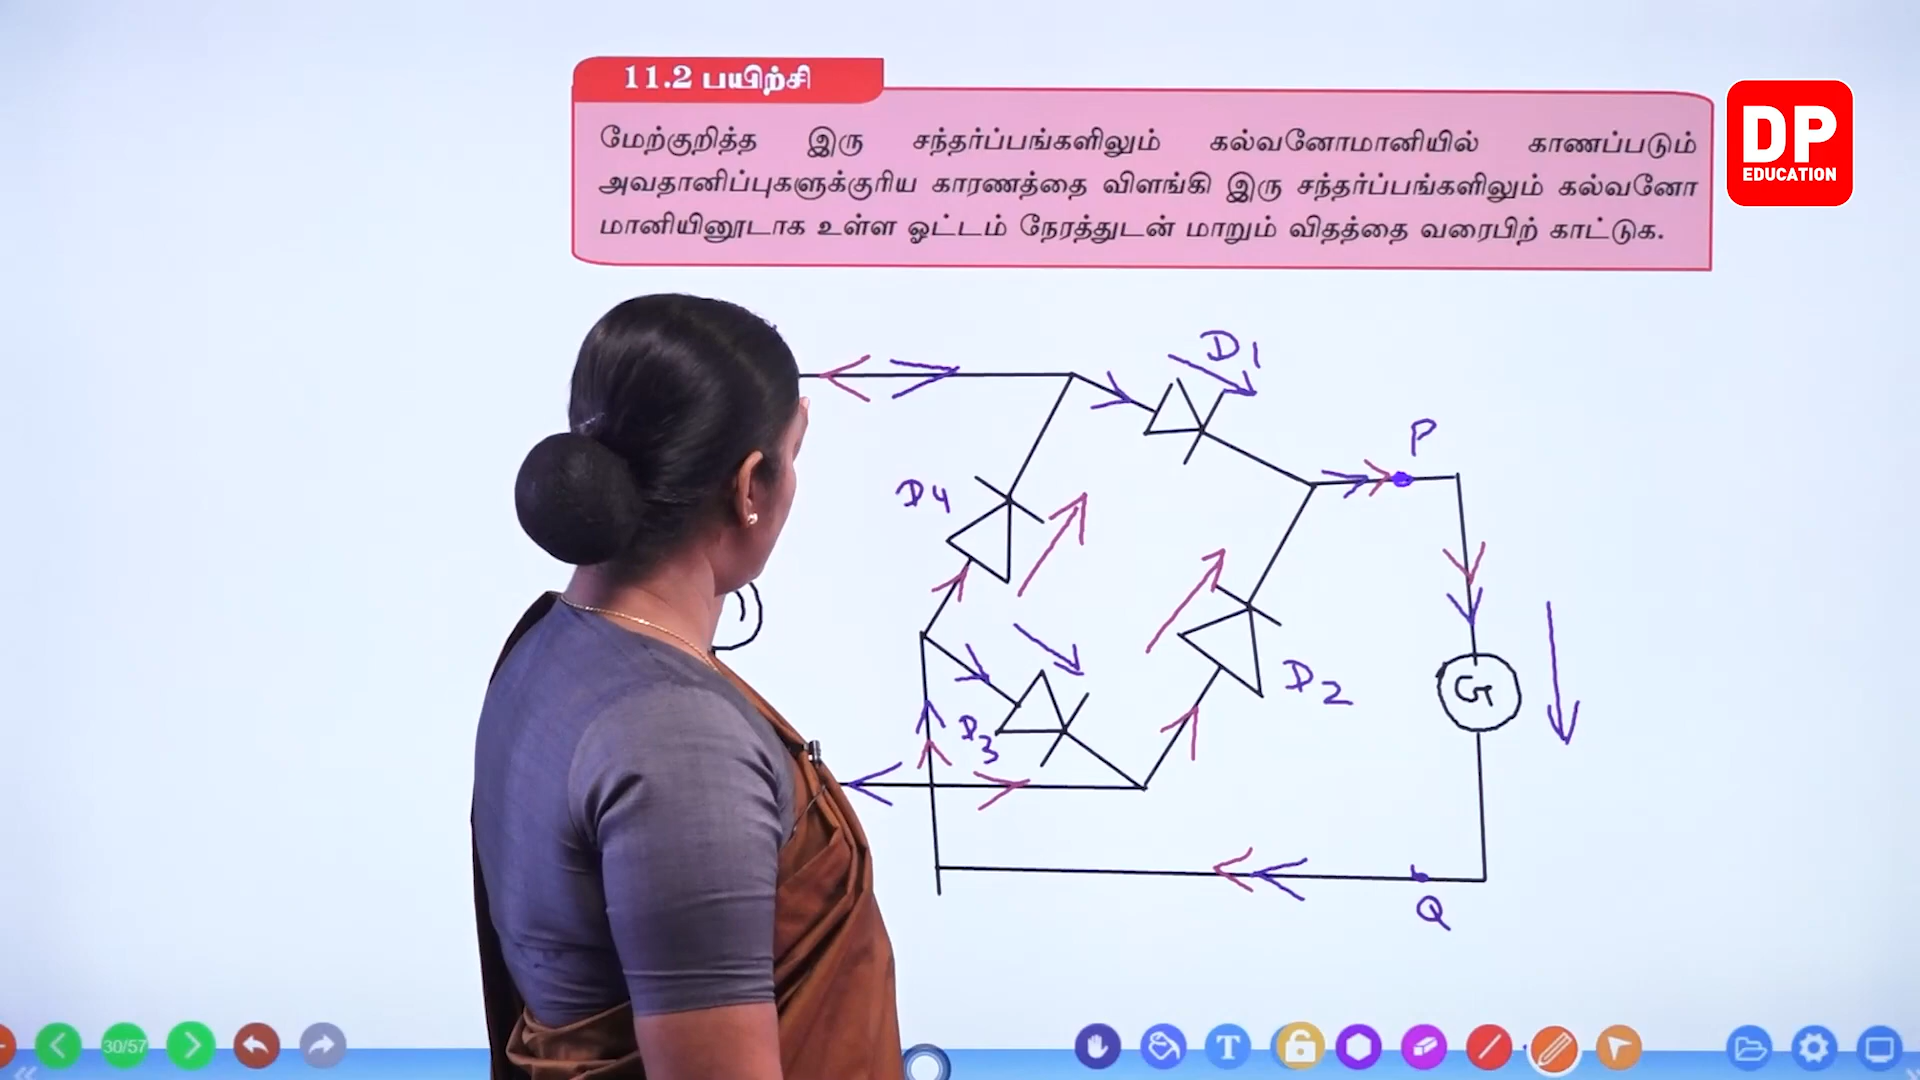 11.2 பயிற்சி
மேற்குறித்த இரு சந்தர்ப்பங்களிலும் கல்வனோமானியில் காணப்படும்
அவதானிப்புகளுக்குரிய காரணத்தை விளங்கி இரு சந்தர்ப்பங்களிலும் கல்வனோ
மானியினூடாக உள்ள ஓட்டம் நேரத்துடன் மாறும் விதத்தை வரைபிற் காட்டுக.
DP
EDUCATION
D1
P
D4
D2
G
D3
Q
30/57
T